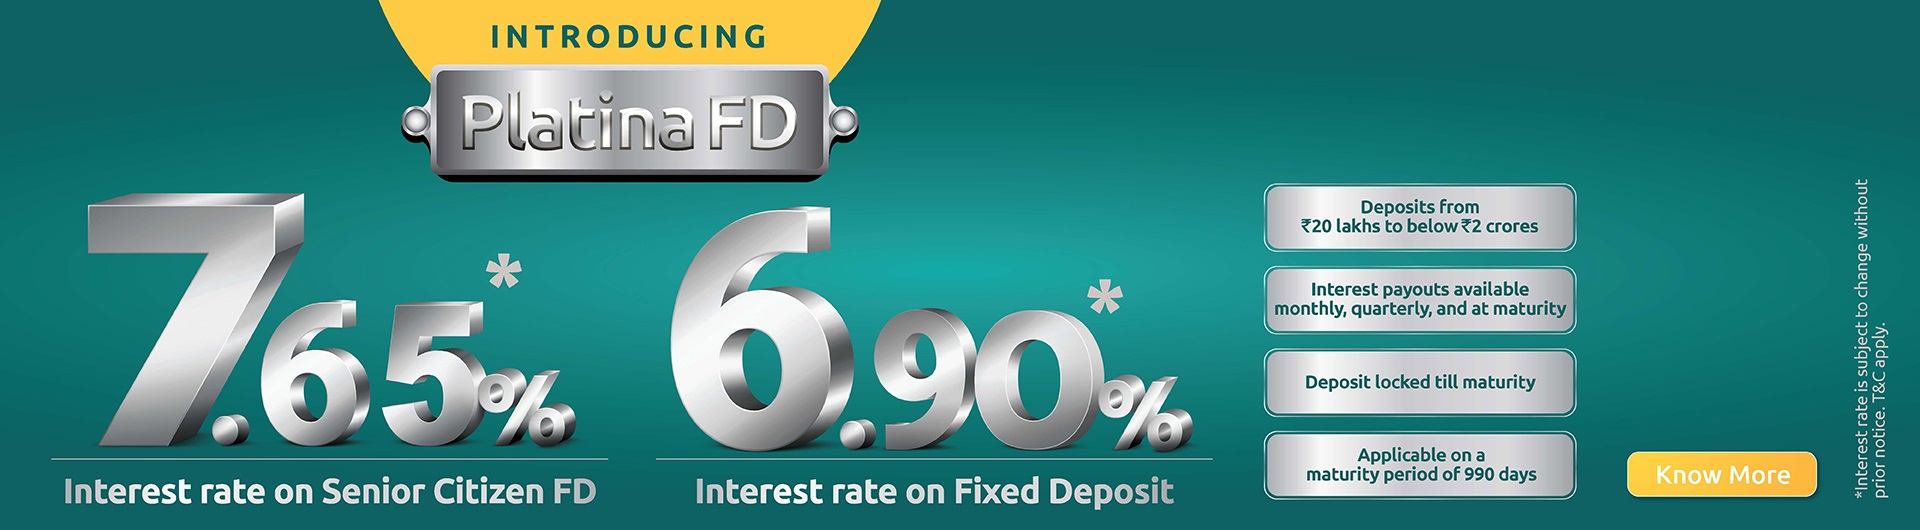 INTRODUCING
Platina FD
7.65%*
Interest rate on Senior Citizen FD
6.90%*
Interest rate on Fixed Deposit
Deposits from
₹20 lakhs to below ₹2 crores
Interest payouts available
monthly, quarterly, and at maturity
Deposit locked till maturity
Applicable on a
maturity period of 990 days
Know More
*Interest rate is subject to change without
prior notice. T&C apply.